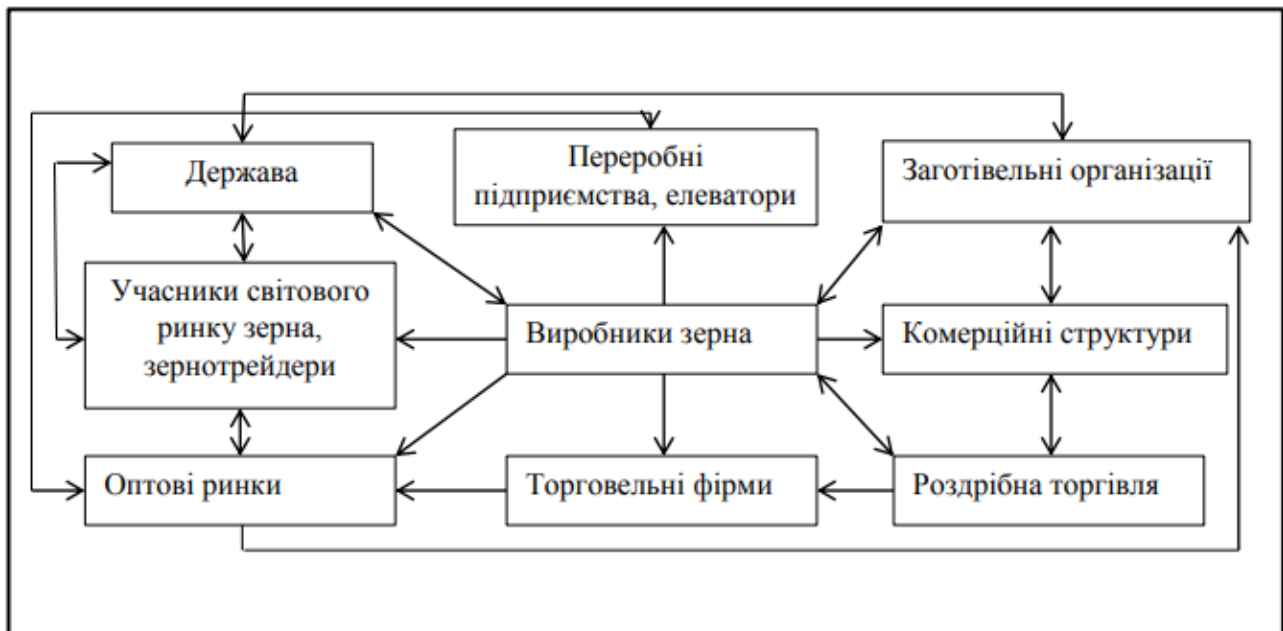 Держава
Переробні
підприємства, елеватори
Заготівельні організації
Учасники світового
ринку зерна,
зернотрейдери
Виробники зерна
Комерційні структури
Оптові ринки
Торговельні фірми
Роздрібна торгівля